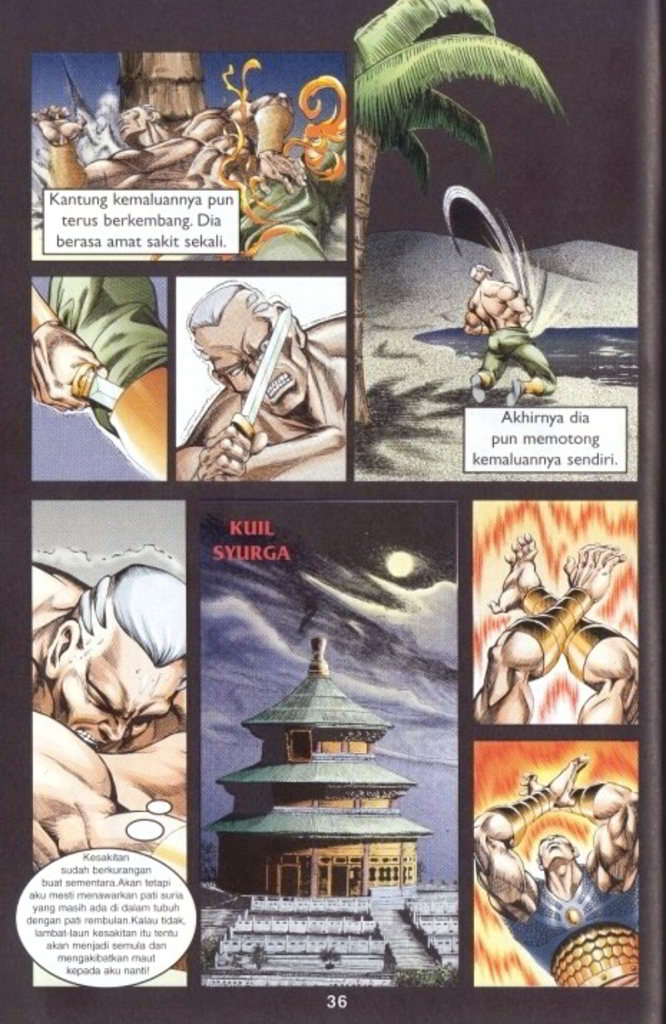 Kantung kemaluannya pun
terus berkembang. Dia
berasa amat sakit sekali.
Akhirnya dia
pun memotong
kemaluannya sendiri.
Kesakitan
sudah berkurangan
buat sementara.Akan tetapi
aku mesti menawarkan pati suria
yang masih ada di dalam tubuh
dengan pati rembulan.Kalau tidak,
lambat-laun kesakitan itu tentu
akan menjadi semula dan
mengakibatkan maut
kepada aku nanti!
KUIL
SYURGA
36